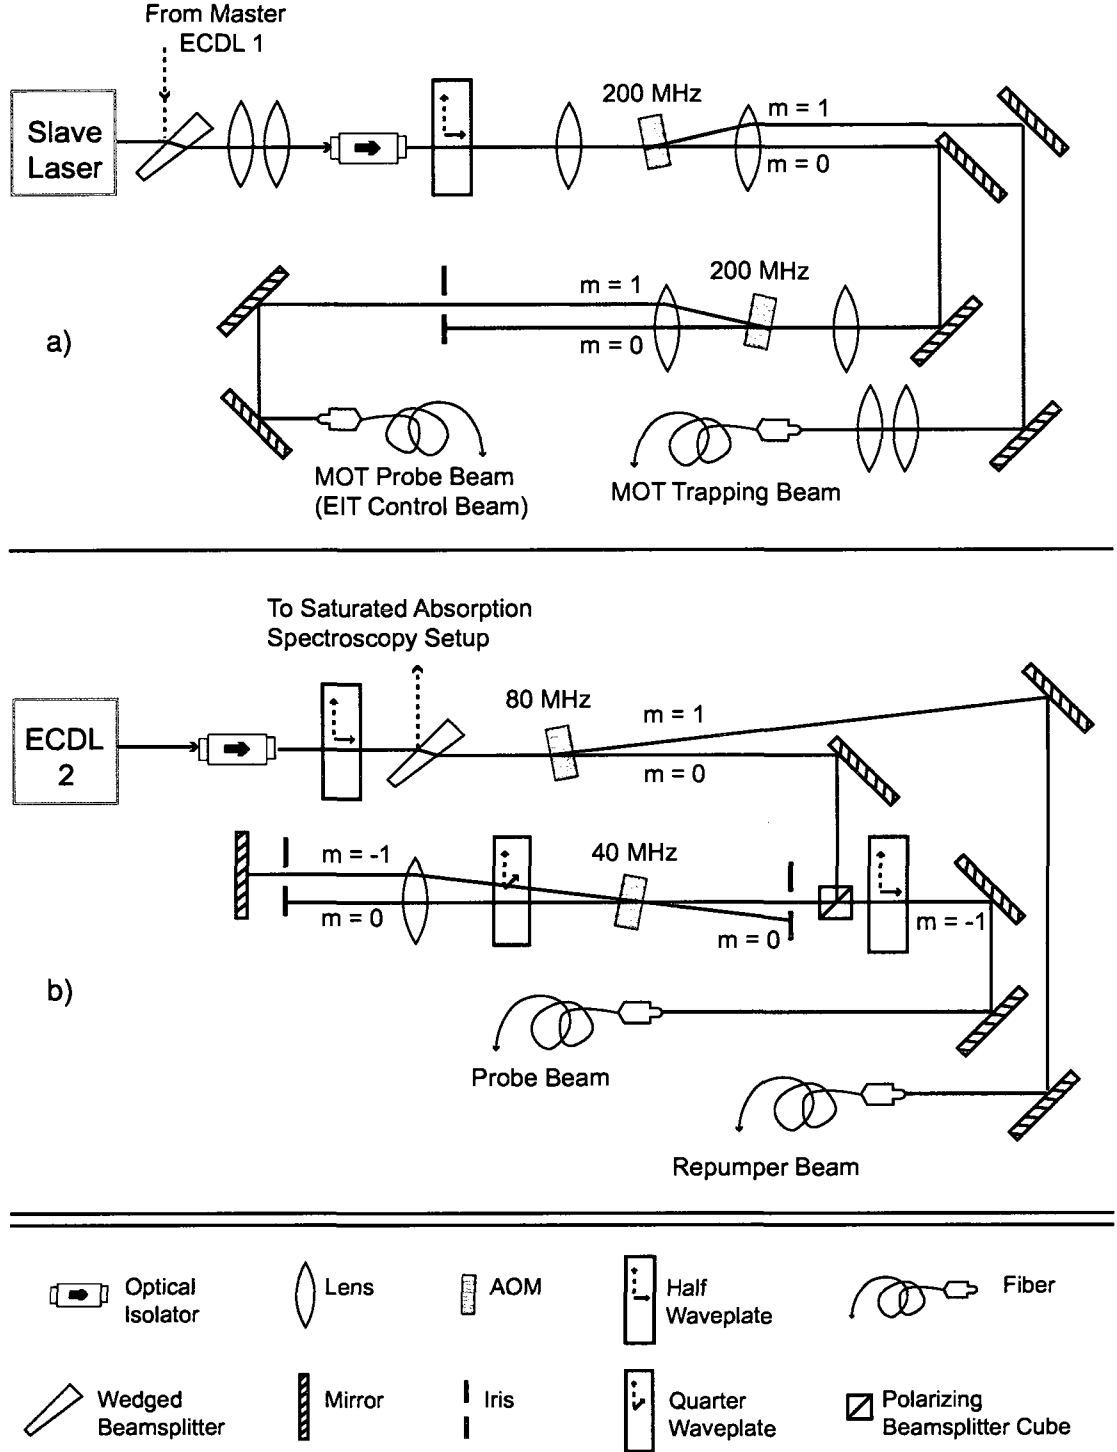 From Master
ECDL 1
Slave
Laser
200 MHz
m = 1
m = 0
200 MHz
m = 1
m = 0
a)
MOT Probe Beam
(EIT Control Beam)
MOT Trapping Beam
To Saturated Absorption
Spectroscopy Setup
ECDL
2
80 MHz
m = 1
m = 0
m = -1
40 MHz
m = 0
m = 0
m = -1
b)
Probe Beam
Repumper Beam
Optical
Isolator
Lens
AOM
Half
Waveplate
Fiber
Wedged
Beamsplitter
Mirror
Iris
Quarter
Waveplate
Polarizing
Beamsplitter Cube